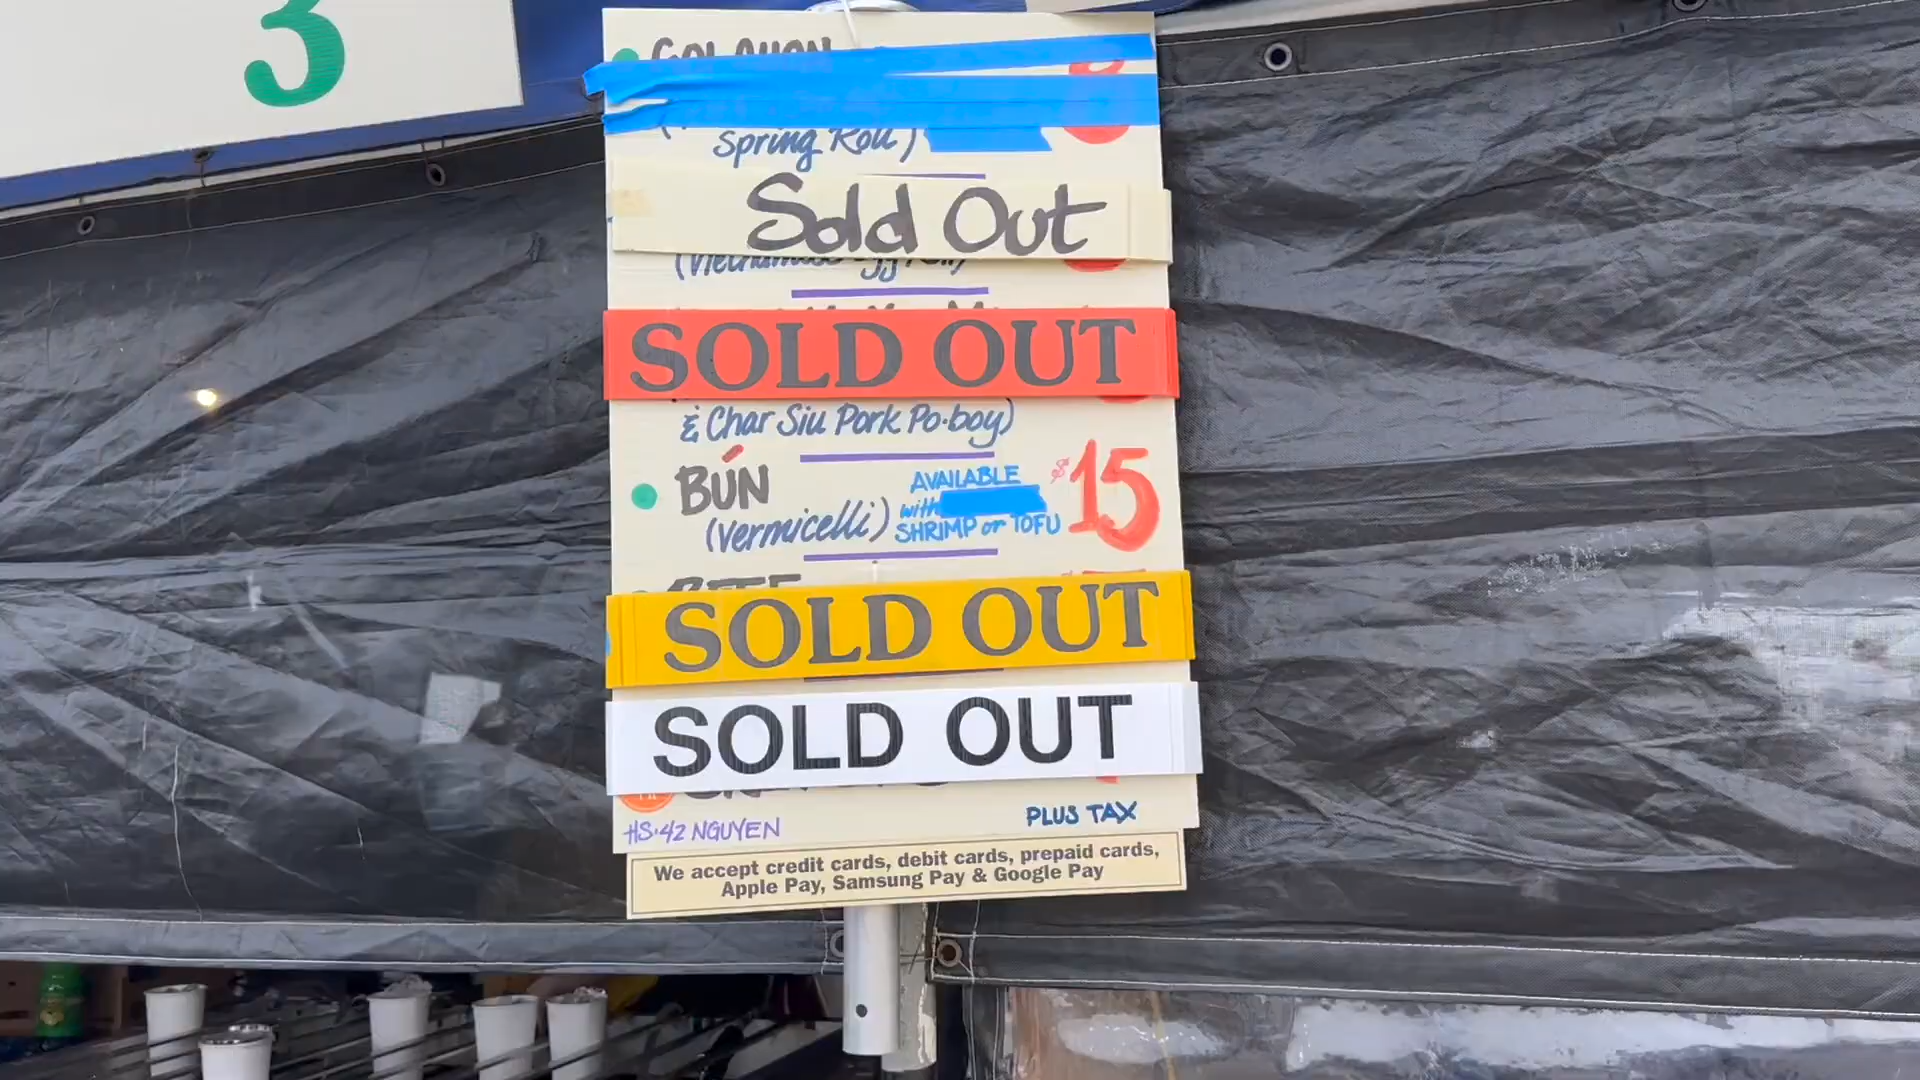 3
Spring Roll)
Sold Out
SOLD OUT
& Char Siu Pork Po-boy)
BÚN
(Vermicelli)
AVAILABLE
with
SHRIMP or TOFU
$15
SOLD OUT
SOLD OUT
HS-42 NGUYEN
PLUS TAX
We accept credit cards, debit cards, prepaid cards,
Apple Pay, Samsung Pay & Google Pay